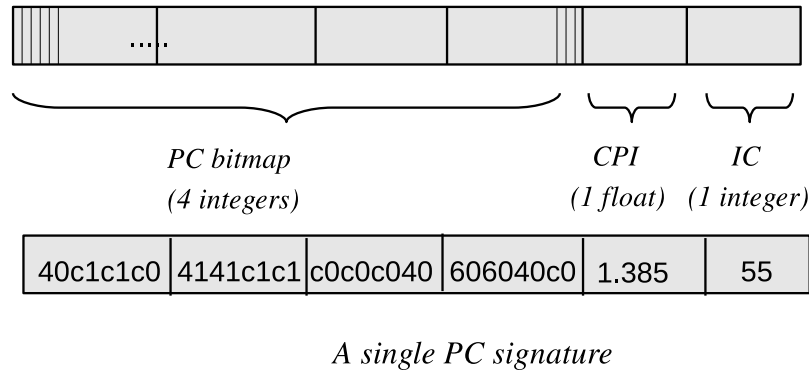 .....
PC bitmap
(4 integers)
CPI
(1 float)
IC
(1 integer)
40c1c1c0 4141c1c1 c0c0c040 606040c0 1.385 55
A single PC signature